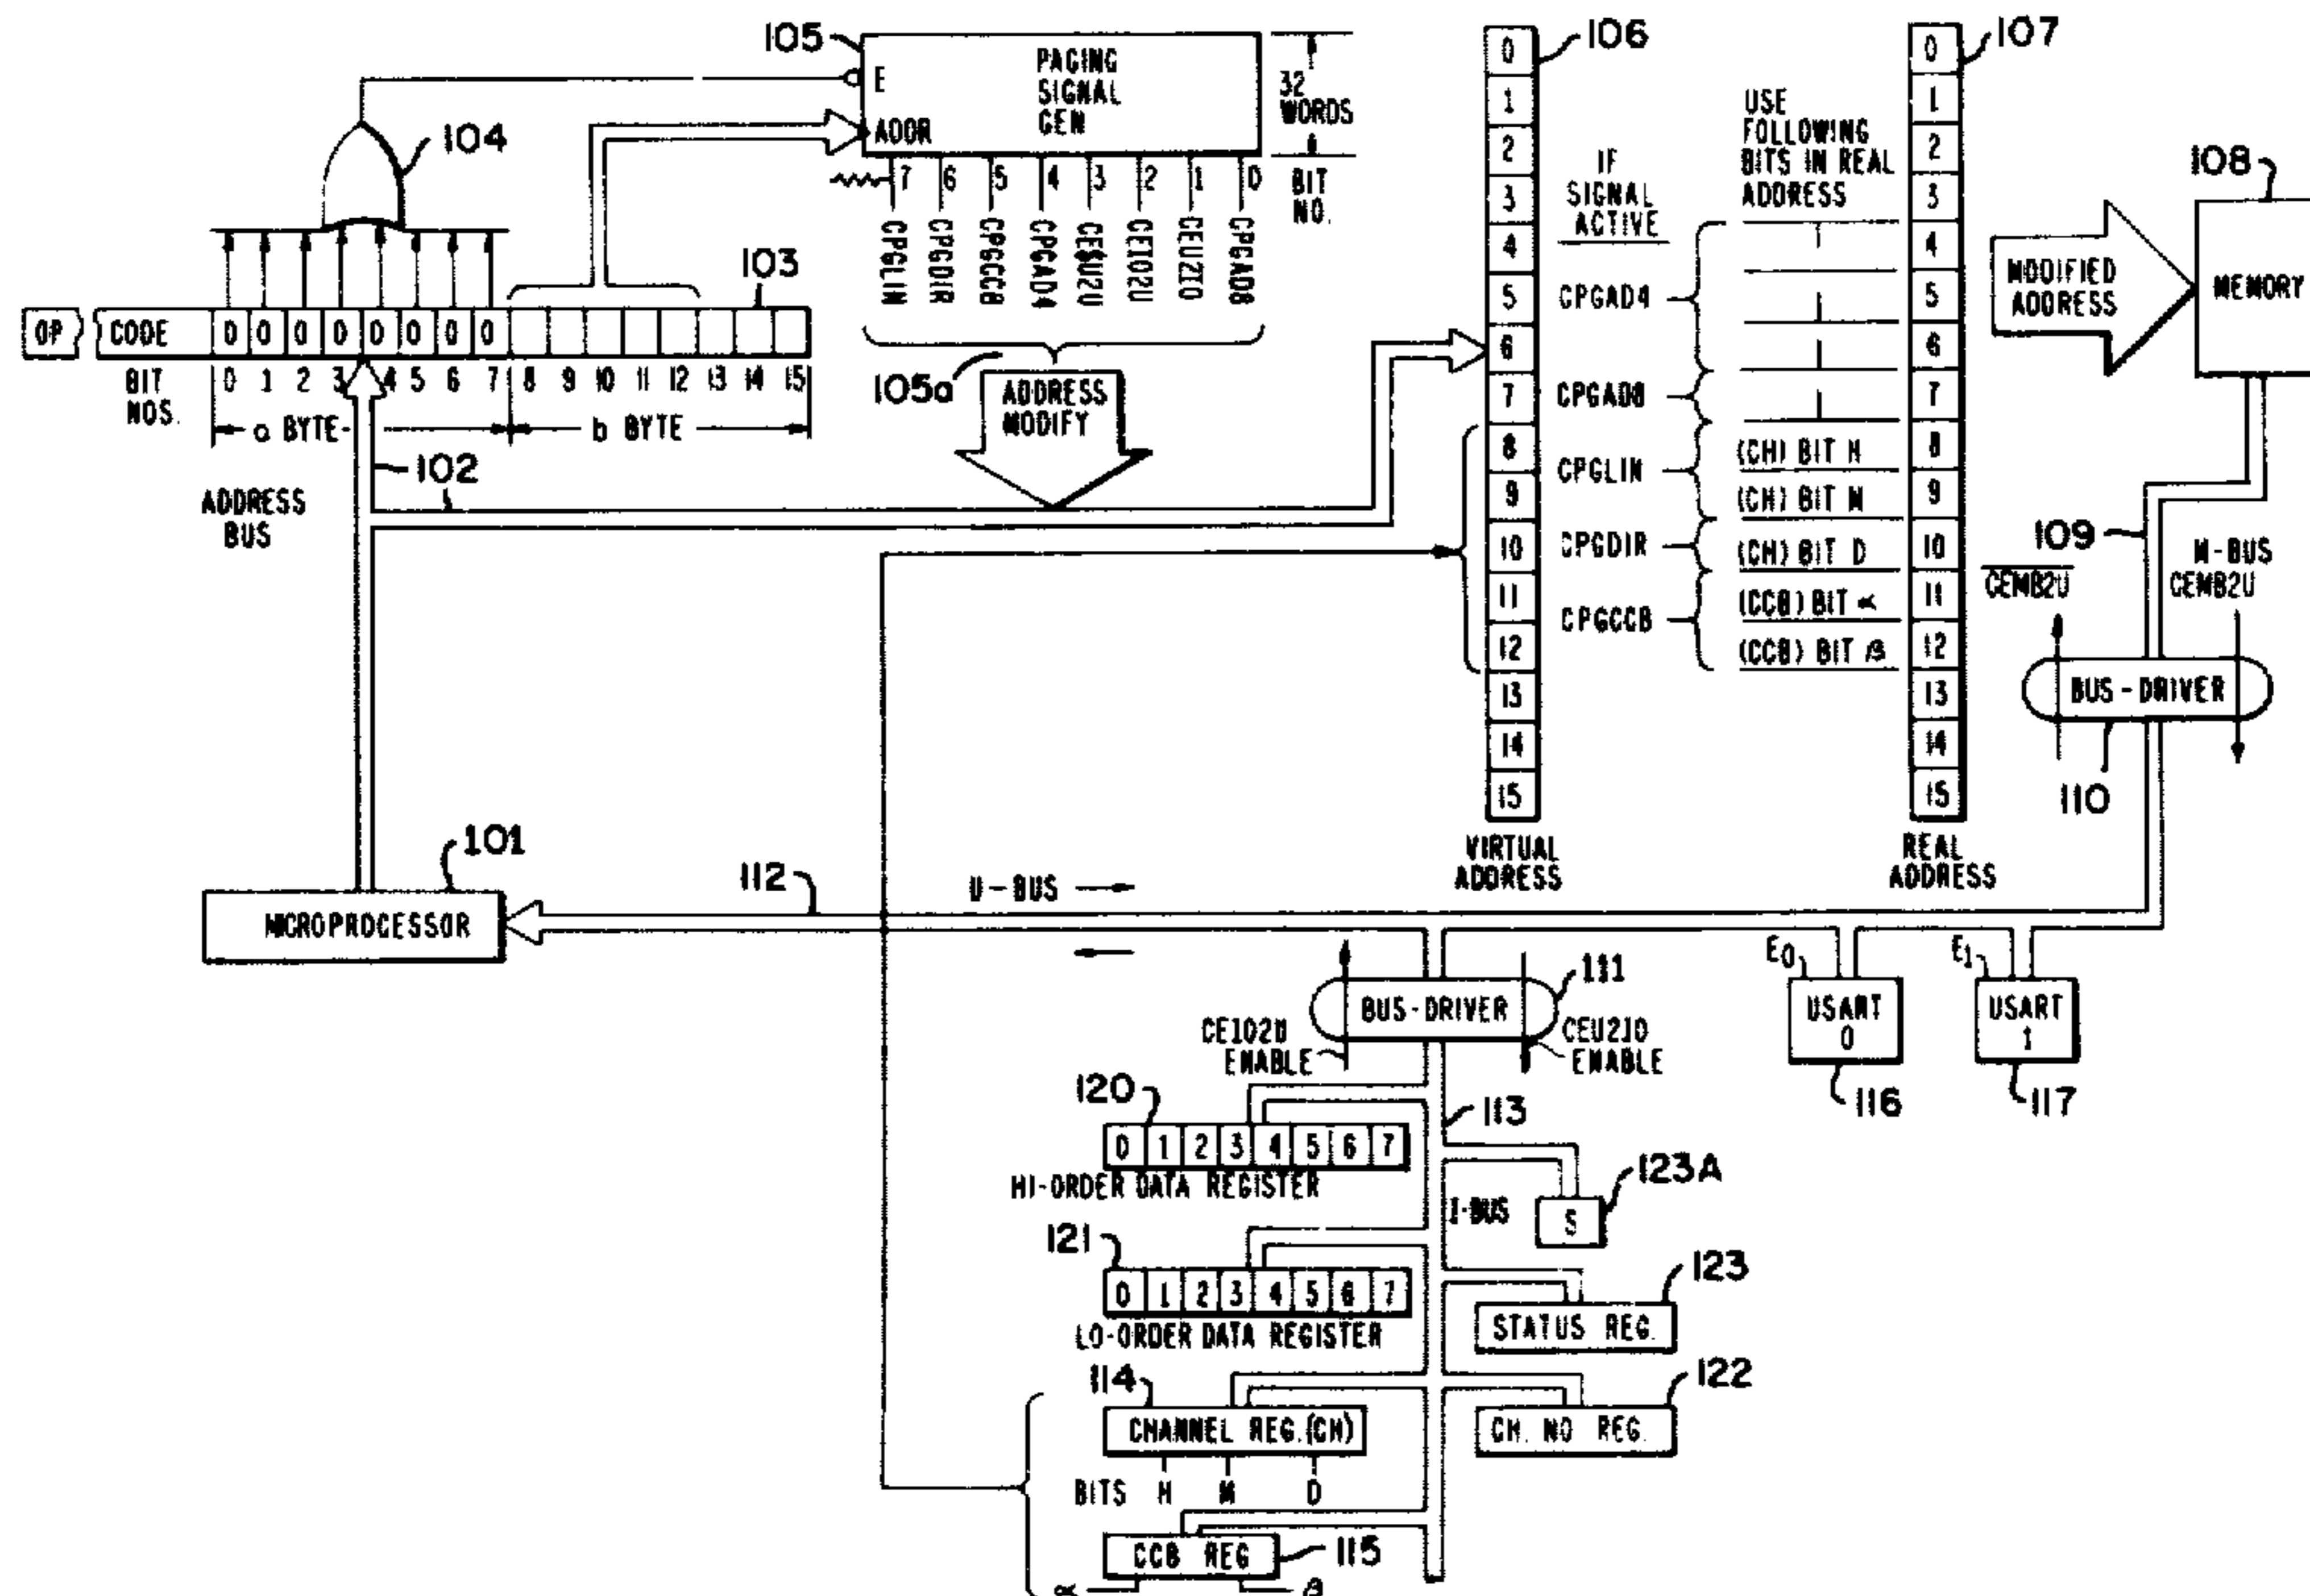 105
E
ADDR
PAGING
SIGNAL
GEN
32
WORDS
7 6 5 4 3 2 1 0
BIT
NO.
CPGLIN
CPGDIR
CPGCCB
CPGAD4
CEIO2U
CPGAD8
104
103
OP
CODE
0 0 0 0 0 0 0 0
BIT
NOS.
0 1 2 3 4 5 6 7 8 9 10 11 12 13 14 15
a BYTE
b BYTE
105a
ADDRESS
MODIFY
102
ADDRESS
BUS
106
0
1
2
3
4
5
6
7
8
9
10
11
12
13
14
15
VIRTUAL
ADDRESS
IF
SIGNAL
ACTIVE
CPGAD4
CPGAD8
CPGLIN
CPGDIR
CPGCCB
USE
FOLLOWING
BITS IN REAL
ADDRESS
1
1
1
1
(CH) BIT H
(CH) BIT M
(CH) BIT D
(CCB) BIT α
(CCB) BIT β
107
0
1
2
3
4
5
6
7
8
9
10
11
12
13
14
15
REAL
ADDRESS
MODIFIED
ADDRESS
108
MEMORY
109
M-BUS
CEMB2U
CEMB2U
BUS-DRIVER
110
101
MICROPROCESSOR
112
U-BUS
111
BUS-DRIVER
CEIO2U
ENABLE
CEU2IO
ENABLE
E0
USART
0
116
E1
USART
1
117
120
0 1 2 3 4 5 6 7
HI-ORDER DATA REGISTER
113
I-BUS
123A
S
121
0 1 2 3 4 5 6 7
LO-ORDER DATA REGISTER
123
STATUS REG.
114
CHANNEL REG.(CH)
122
CH. NO REG.
BITS H M D
CCB REG
115
α
β